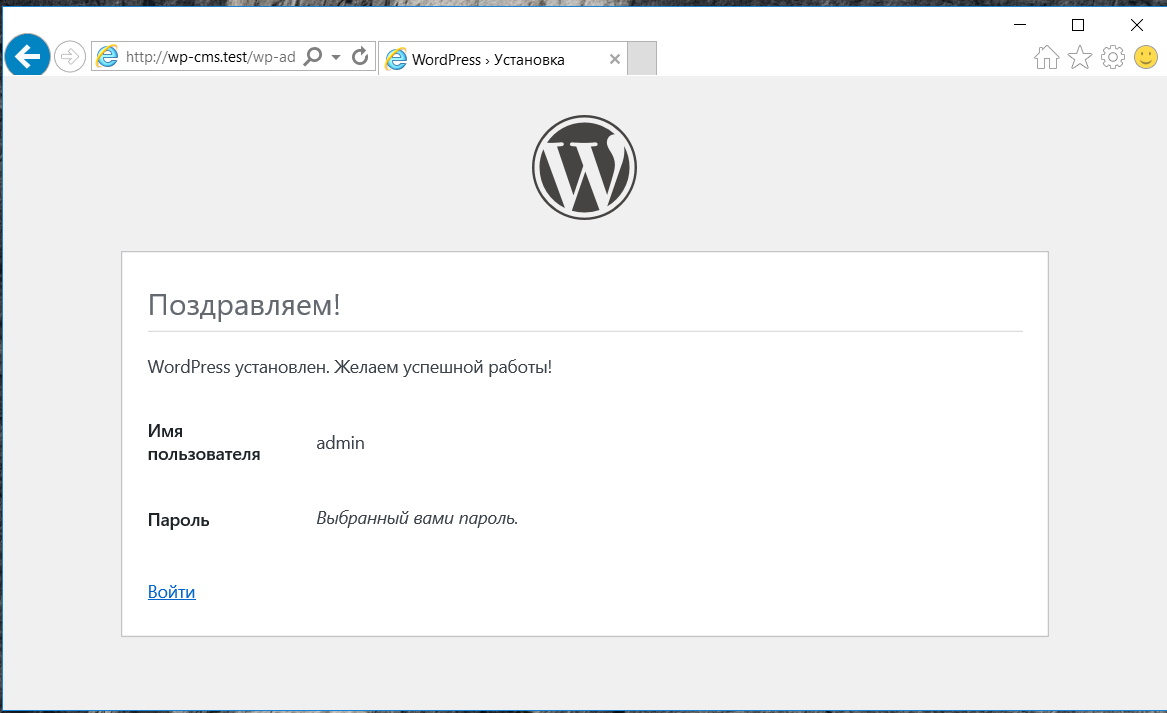 http://wp-cms.test/wp-ad
WordPress › Установка
Поздравляем!
WordPress установлен. Желаем успешной работы!
Имя
пользователя
admin
Пароль
Выбранный вами пароль.
Войти